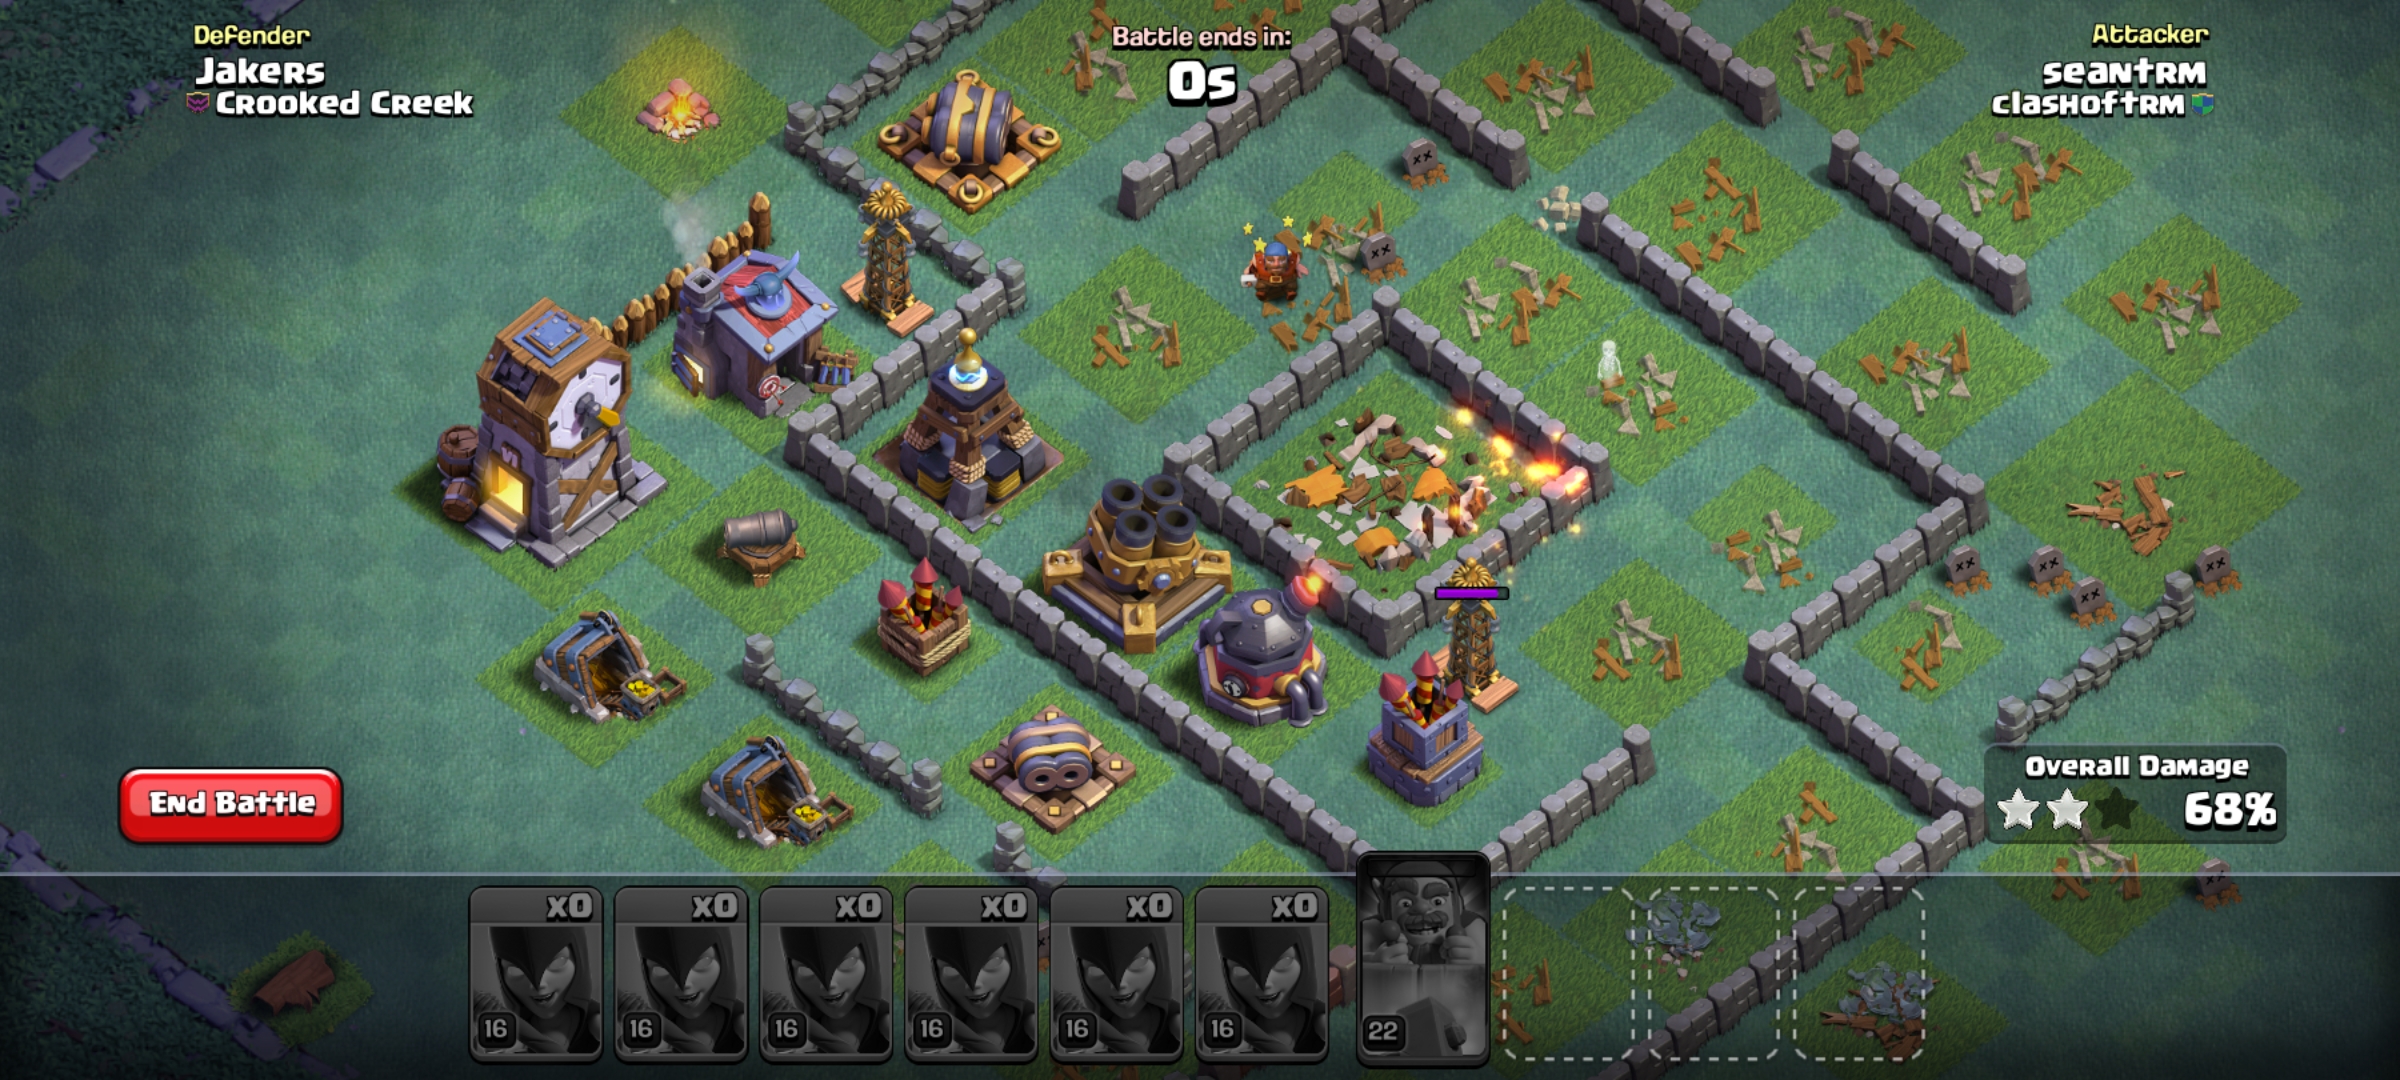 Defender
Jakers
Crooked Creek
Battle ends in:
0s
Attacker
seantRM
clashoftRM
VI
End Battle
Overall Damage
68%
x0
x0
x0
x0
x0
x0
16
16
16
16
16
16
22